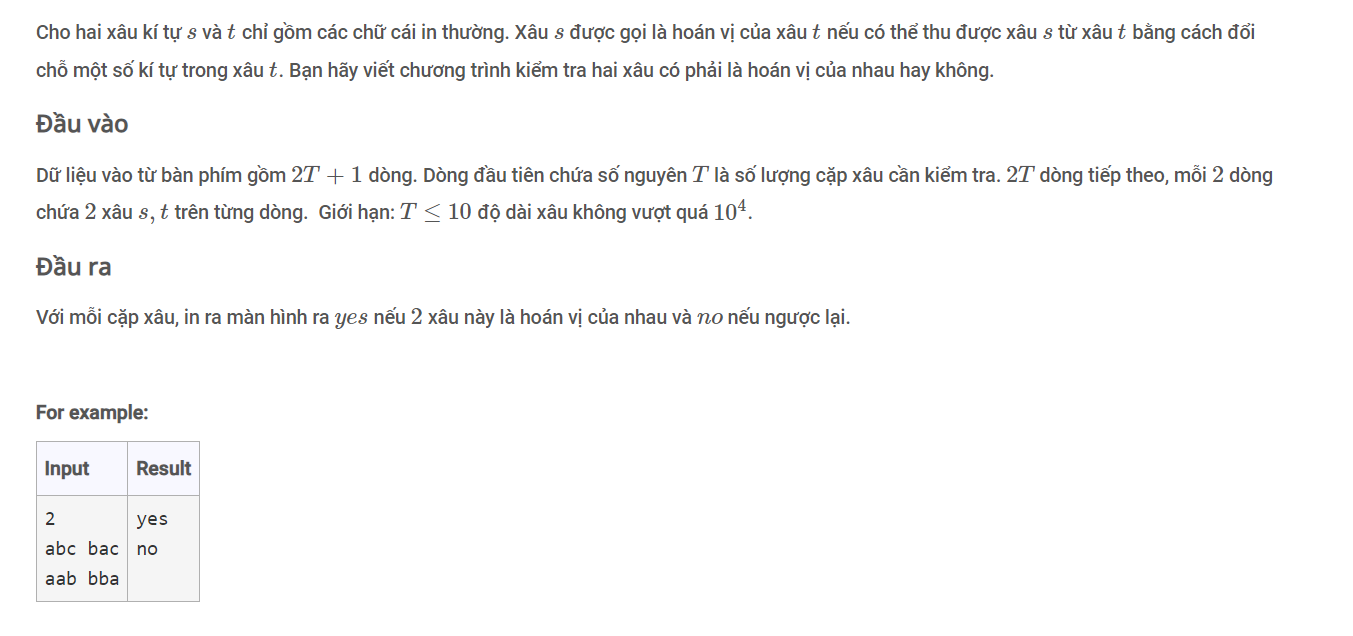 Cho hai xâu kí tự s và t chỉ gồm các chữ cái in thường. Xâu s được gọi là hoán vị của xâu t nếu có thể thu được xâu s từ xâu t bằng cách đổi
chỗ một số kí tự trong xâu t. Bạn hãy viết chương trình kiểm tra hai xâu có phải là hoán vị của nhau hay không.
Đầu vào
Dữ liệu vào từ bàn phím gồm 2T + 1 dòng. Dòng đầu tiên chứa số nguyên T là số lượng cặp xâu cần kiểm tra. 2T dòng tiếp theo, mỗi 2 dòng
chứa 2 xâu s, t trên từng dòng. Giới hạn: T ≤ 10 độ dài xâu không vượt quá 10⁴.
Đầu ra
Với mỗi cặp xâu, in ra màn hình ra yes nếu 2 xâu này là hoán vị của nhau và no nếu ngược lại.
For example:
Input Result
2 yes
abc bac no
aab bba